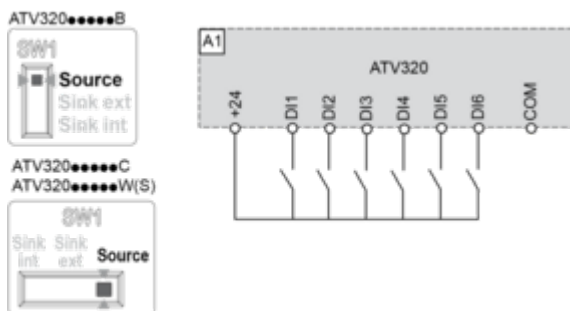 ATV320●●●●●B
SW1
Source
Sink ext
Sink int
ATV320●●●●●C
ATV320●●●●●W(S)
SW1
Sink int
Sink ext
Source
A1
ATV320
+24
DI1
DI2
DI3
DI4
DI5
DI6
COM